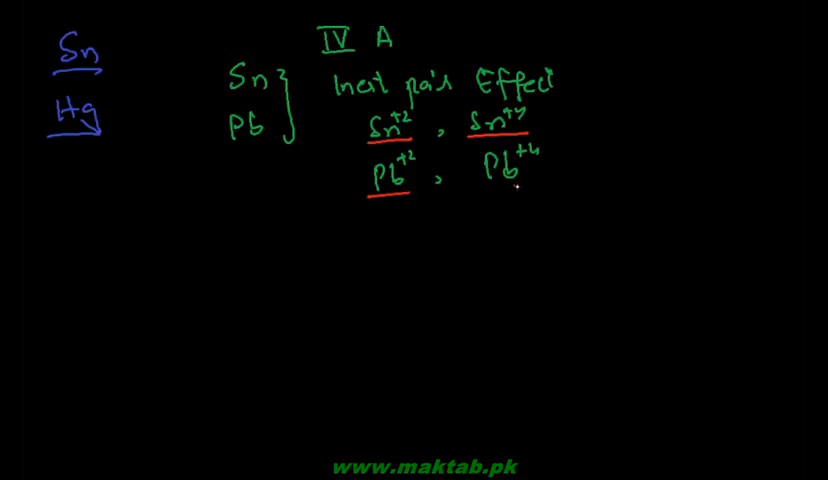 Sn
Hg
IV A
Sn
Pb
Inert pair Effect
Sn+2 , Sn+4
Pb+2 , Pb+4
www.maktab.pk